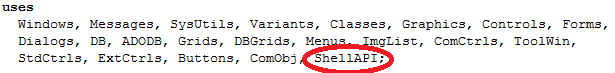 uses
Windows, Messages, SysUtils, Variants, Classes, Graphics, Controls, Forms,
Dialogs, DB, ADODB, Grids, DBGrids, Menus, ImgList, ComCtrls, ToolWin,
StdCtrls, ExtCtrls, Buttons, ComObj, ShellAPI;